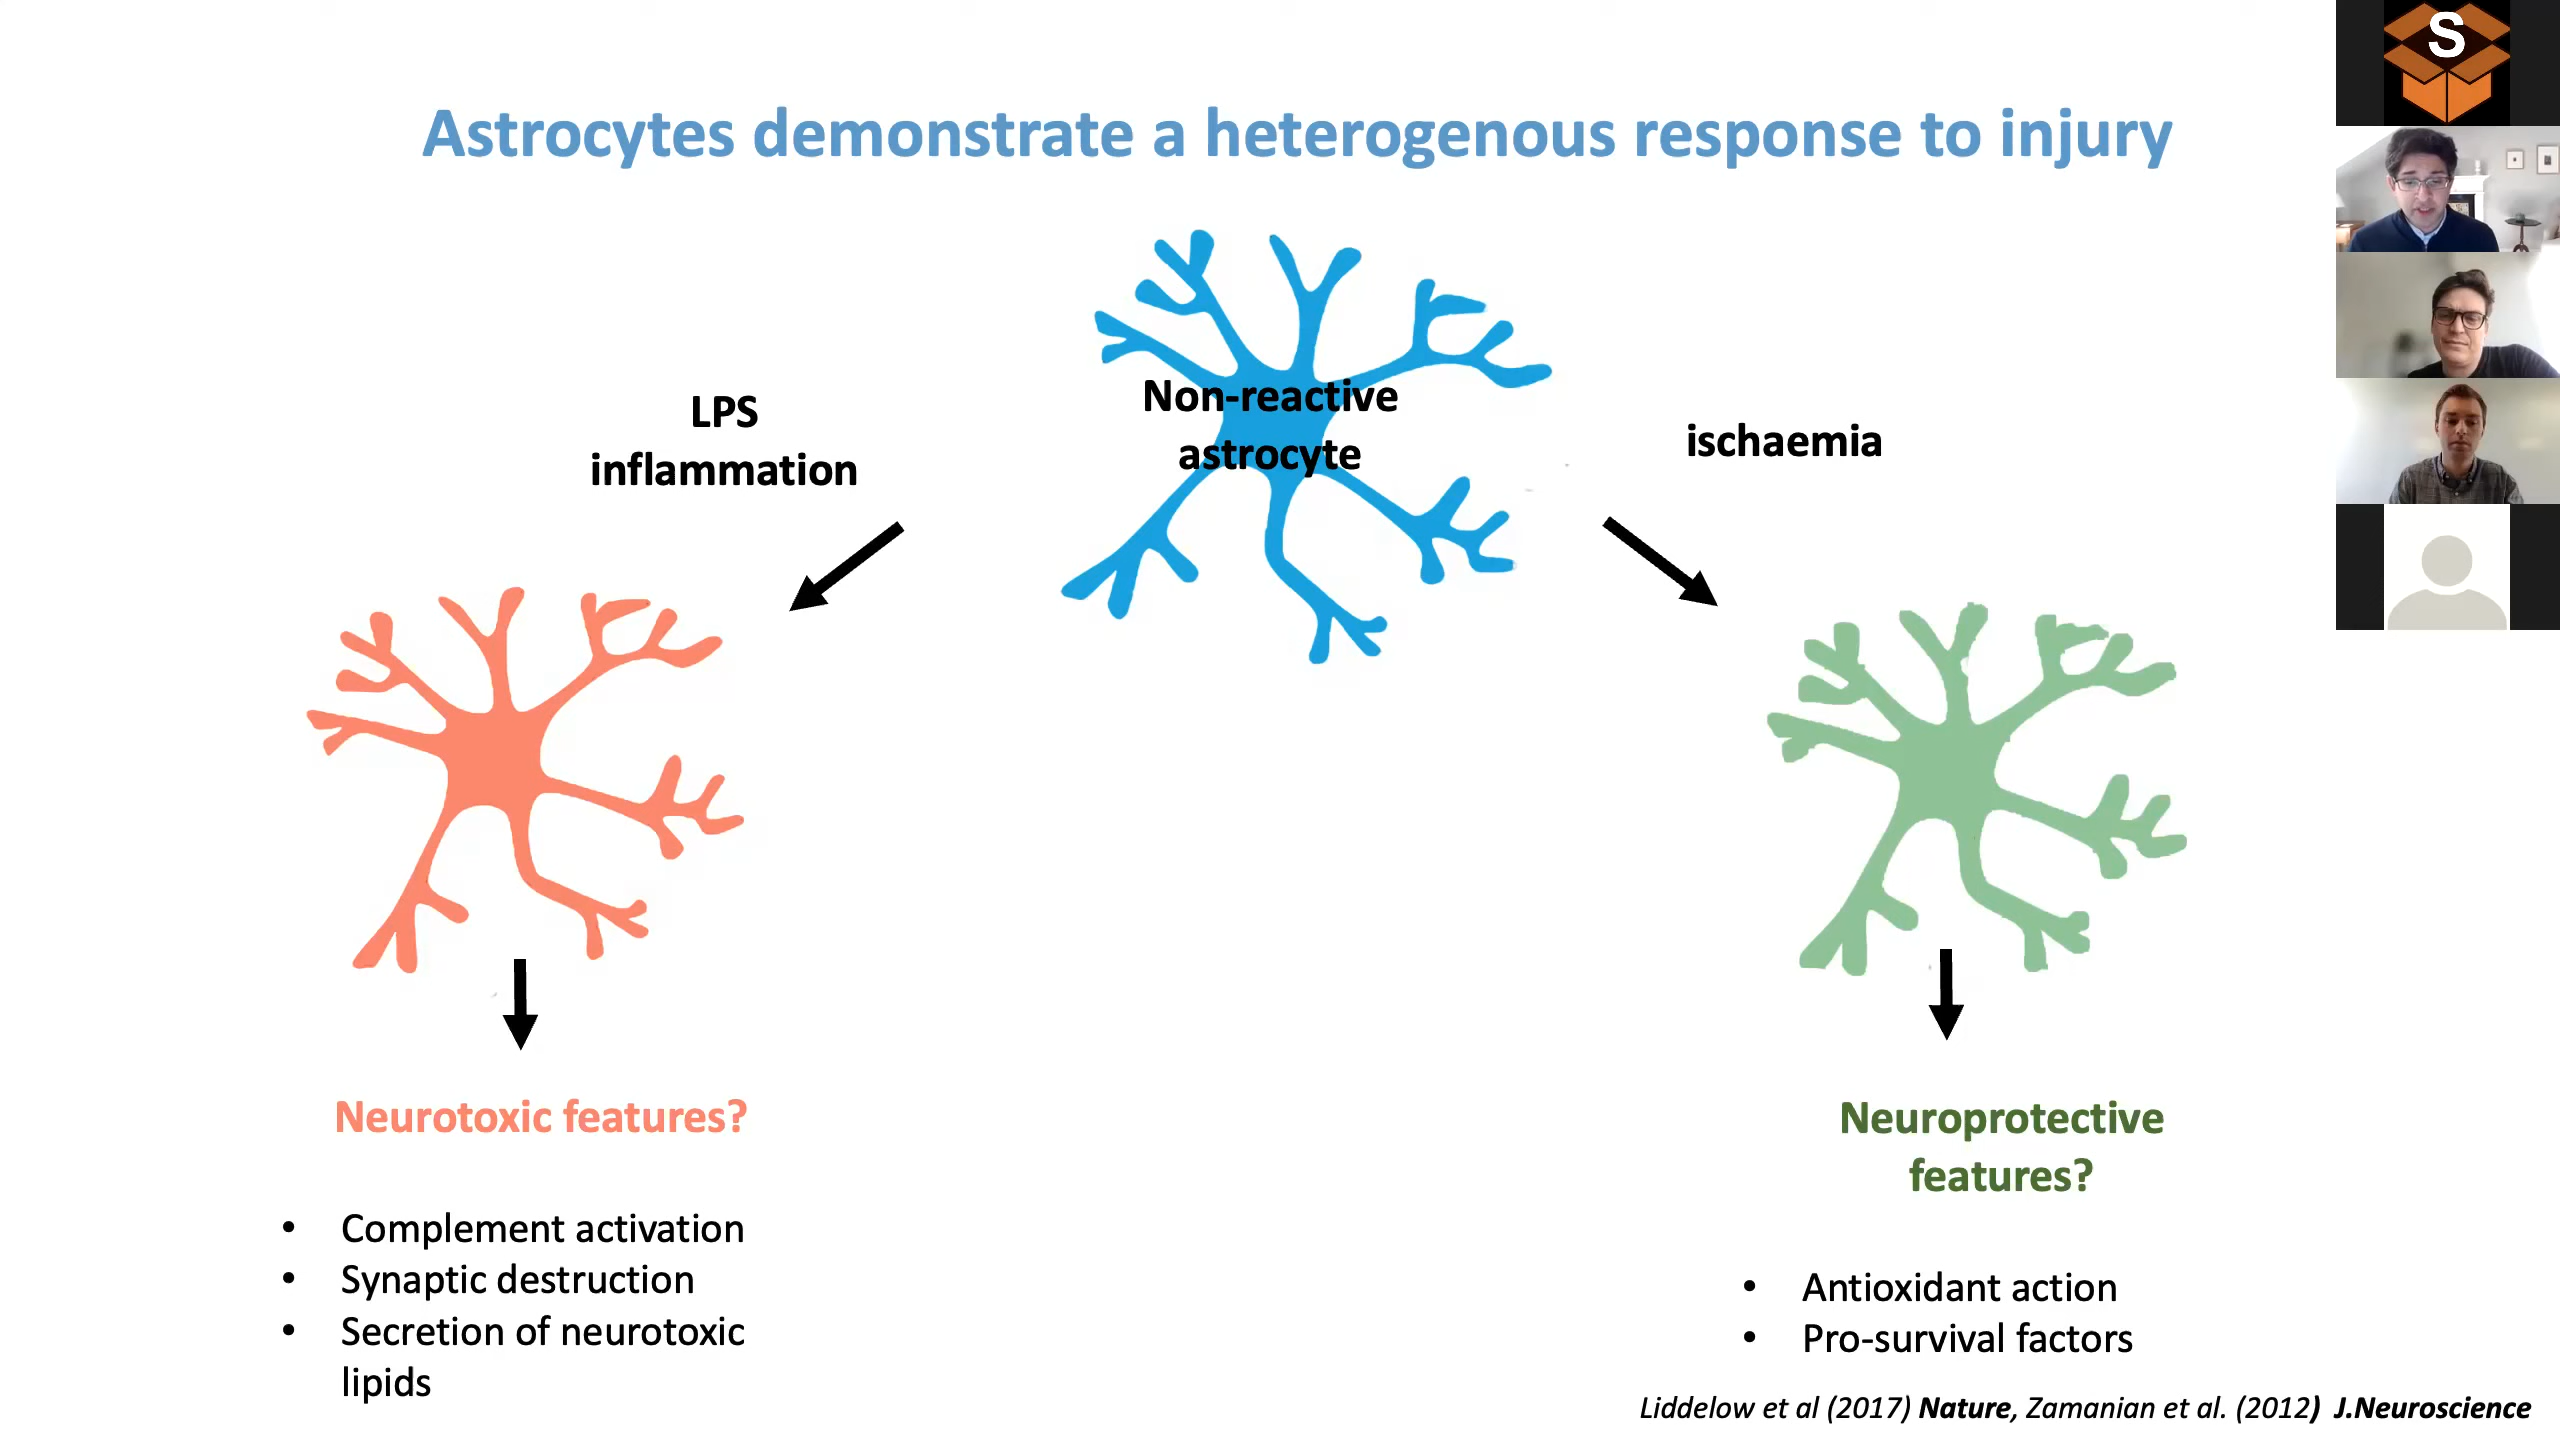 S
Astrocytes demonstrate a heterogenous response to injury
LPS
inflammation
Non-reactive
astrocyte
ischaemia
Neurotoxic features?
• Complement activation
• Synaptic destruction
• Secretion of neurotoxic
lipids
Neuroprotective
features?
• Antioxidant action
• Pro-survival factors
Liddelow et al (2017) Nature, Zamanian et al. (2012) J.Neuroscience